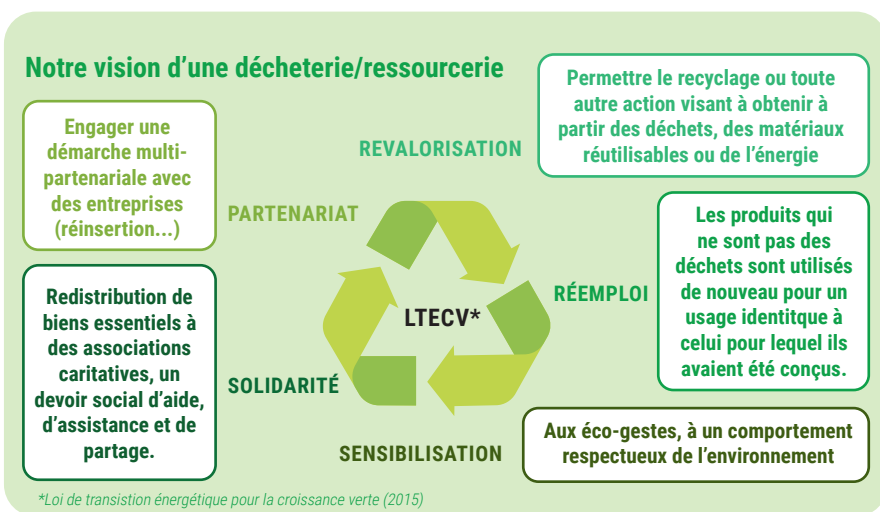 Notre vision d’une décheterie/ressourcerie
Permettre le recyclage ou toute
autre action visant à obtenir à
partir des déchets, des matériaux
réutilisables ou de l’énergie
REVALORISATION
Engager une
démarche multi-
partenariale avec
des entreprises
(réinsertion...)
PARTENARIAT
Les produits qui
ne sont pas des
déchets sont utilisés
de nouveau pour un
usage identitque à
celui pour lequel ils
avaient été conçus.
RÉEMPLOI
LTECV*
Redistribution de
biens essentiels à
des associations
caritatives, un
devoir social d’aide,
d’assistance et de
partage.
SOLIDARITÉ
SENSIBILISATION
Aux éco-gestes, à un comportement
respectueux de l’environnement
*Loi de transistion énergétique pour la croissance verte (2015)